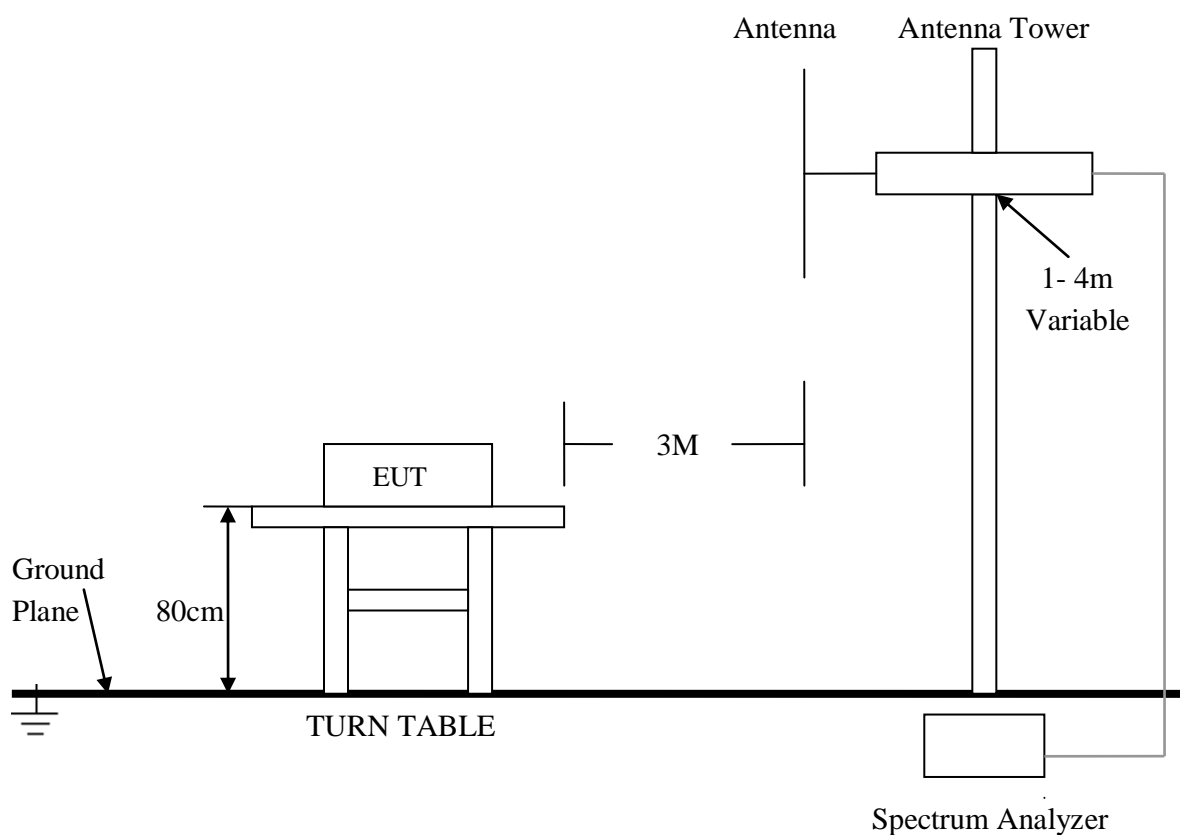 Antenna
Antenna Tower
1- 4m
Variable
3M
EUT
Ground
Plane
80cm
TURN TABLE
Spectrum Analyzer